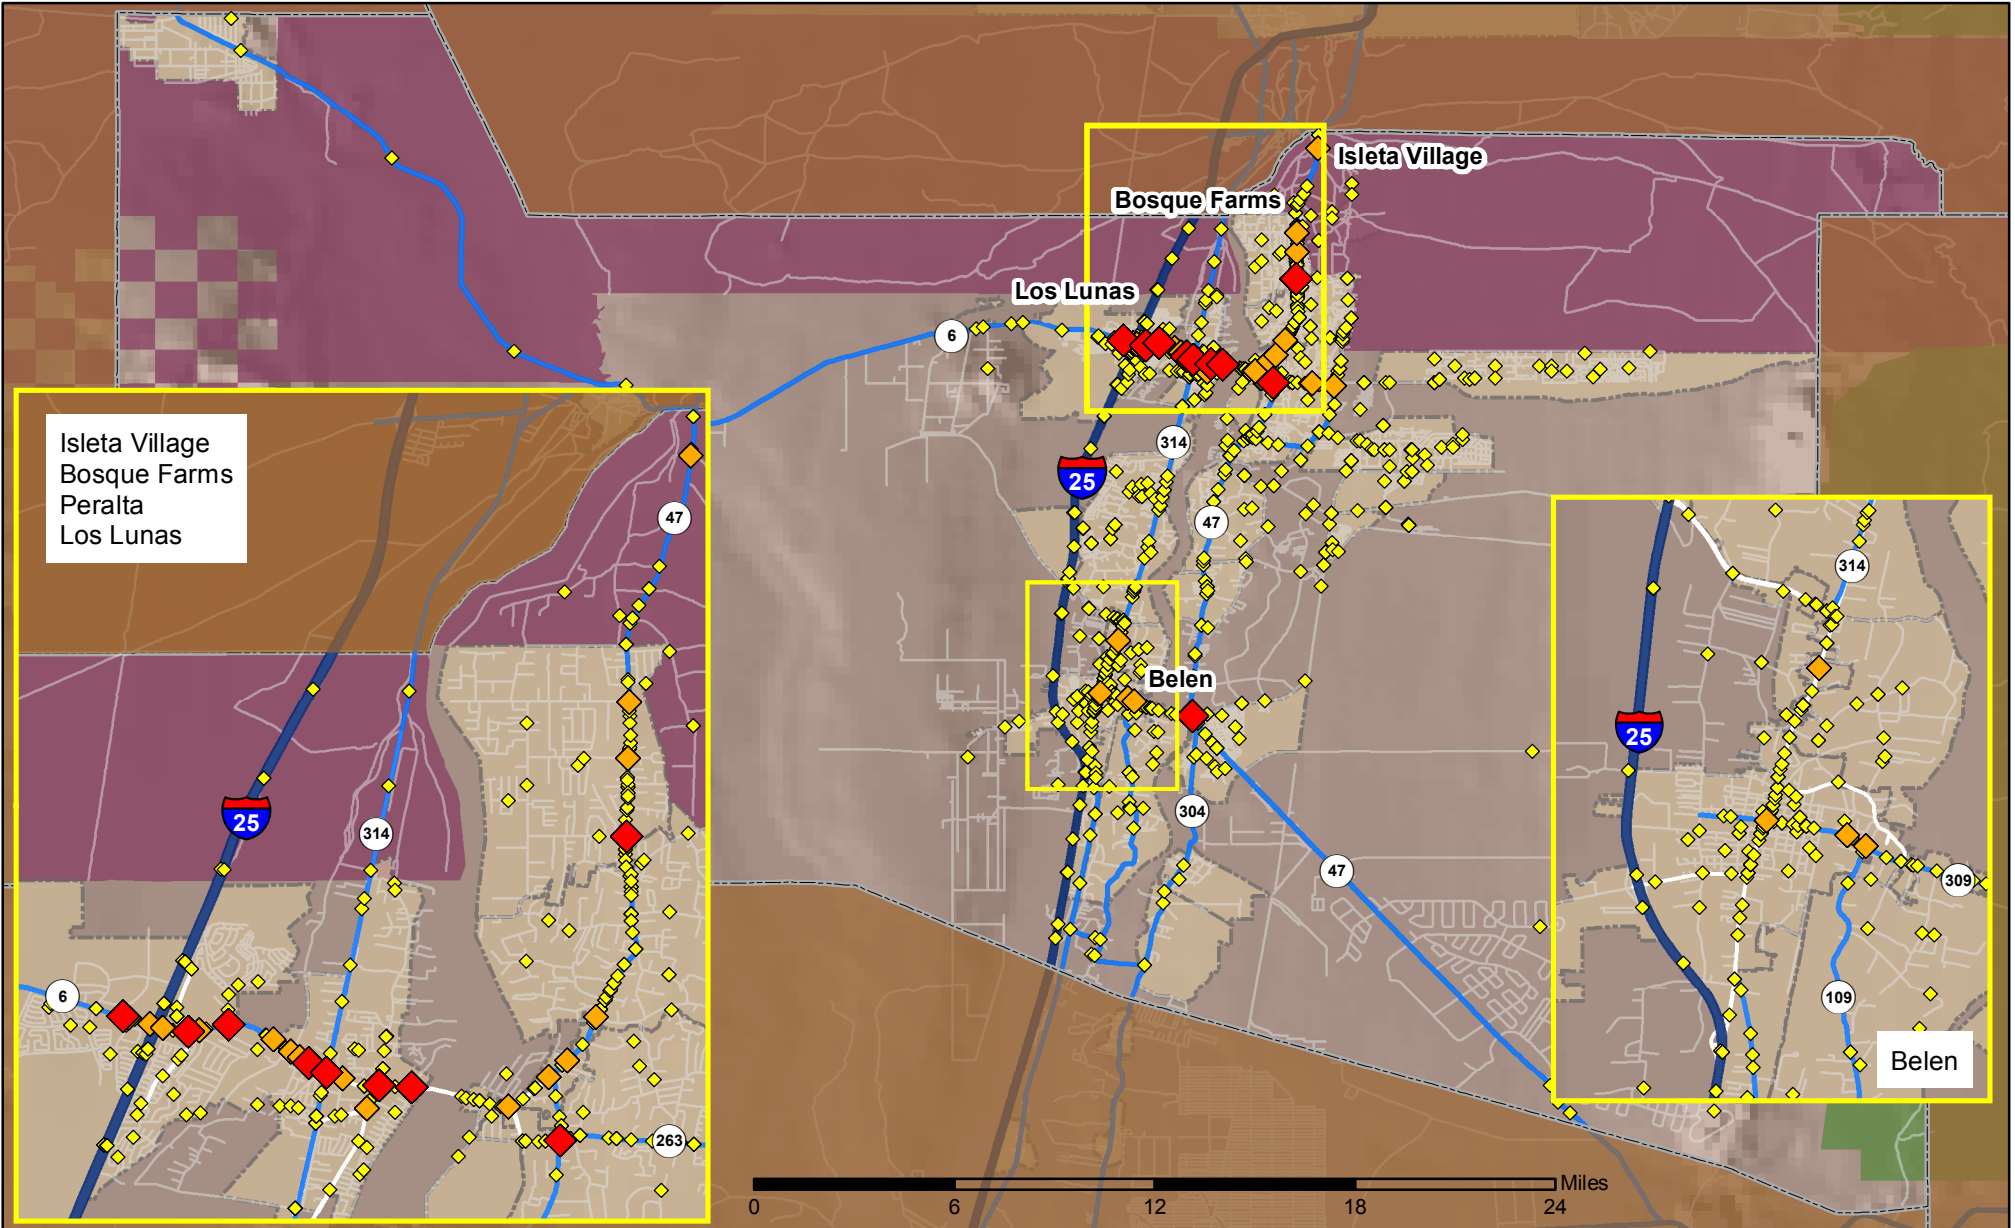 Isleta Village
Bosque Farms
Los Lunas
6
314
25
47
Belen
304
47
Isleta Village
Bosque Farms
Peralta
Los Lunas
47
25
314
6
263
314
25
309
109
Belen
0
6
12
18
24
Miles